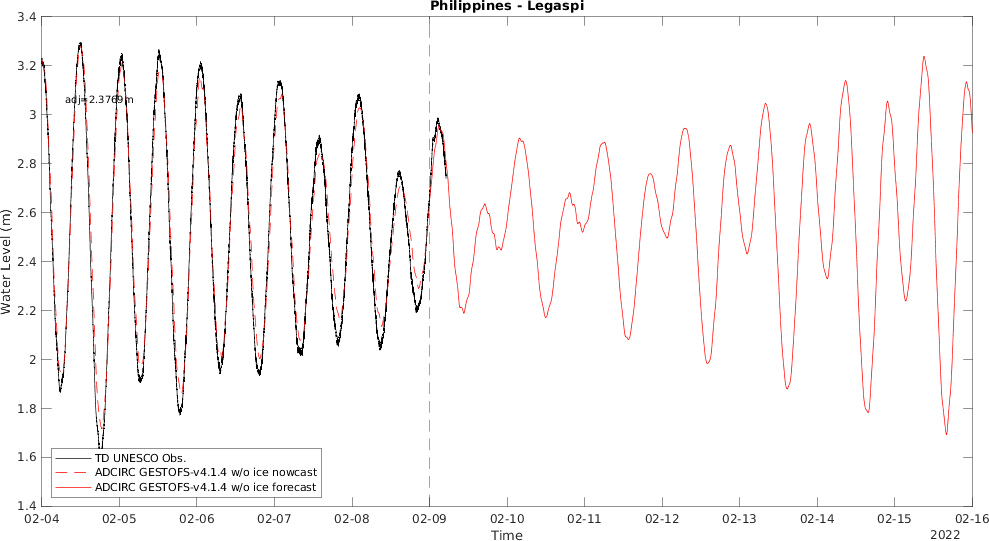 Philippines - Legaspi
3.4
3.2
3
2.8
2.6
2.4
2.2
2
1.8
1.6
1.4
Water Level (m)
adj=2.3769m
TD UNESCO Obs.
ADCIRC GESTOFS-v4.1.4 w/o ice nowcast
ADCIRC GESTOFS-v4.1.4 w/o ice forecast
02-04 02-05 02-06 02-07 02-08 02-09 02-10 02-11 02-12 02-13 02-14 02-15 02-16
Time
2022